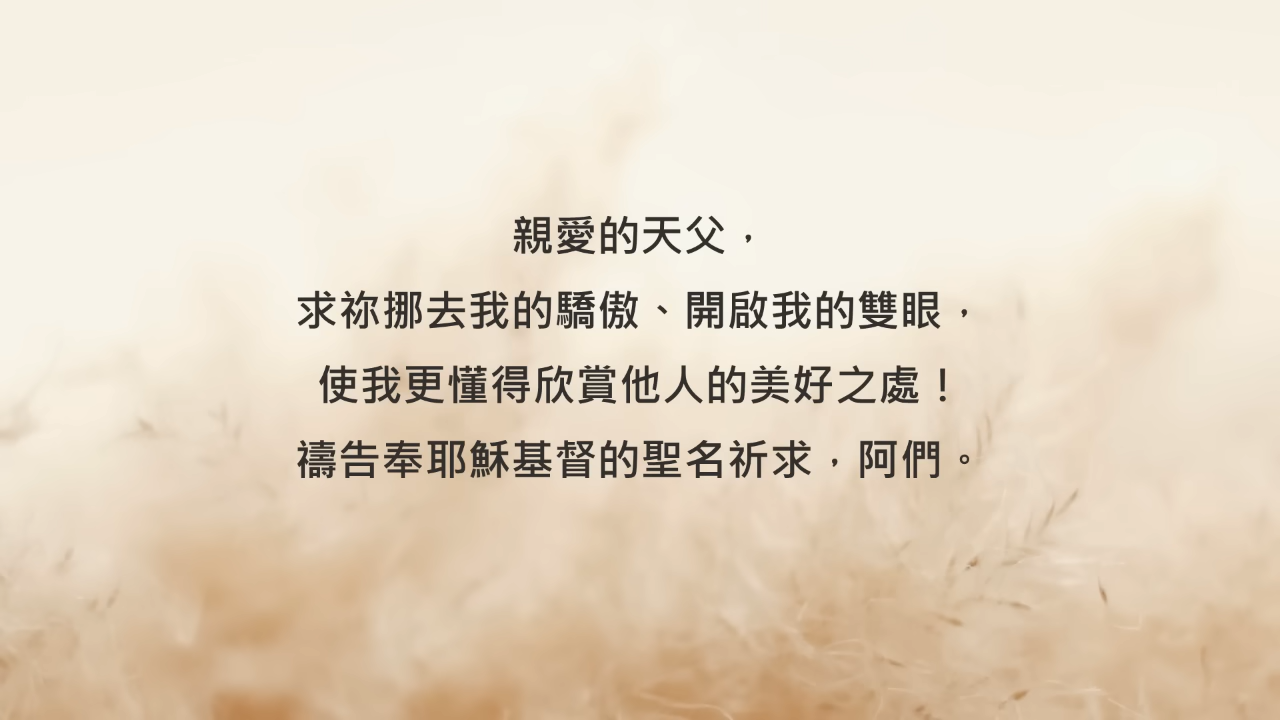 親愛的天父，
求祢挪去我的驕傲、開啟我的雙眼，
使我更懂得欣賞他人的美好之處！
禱告奉耶穌基督的聖名祈求，阿們。